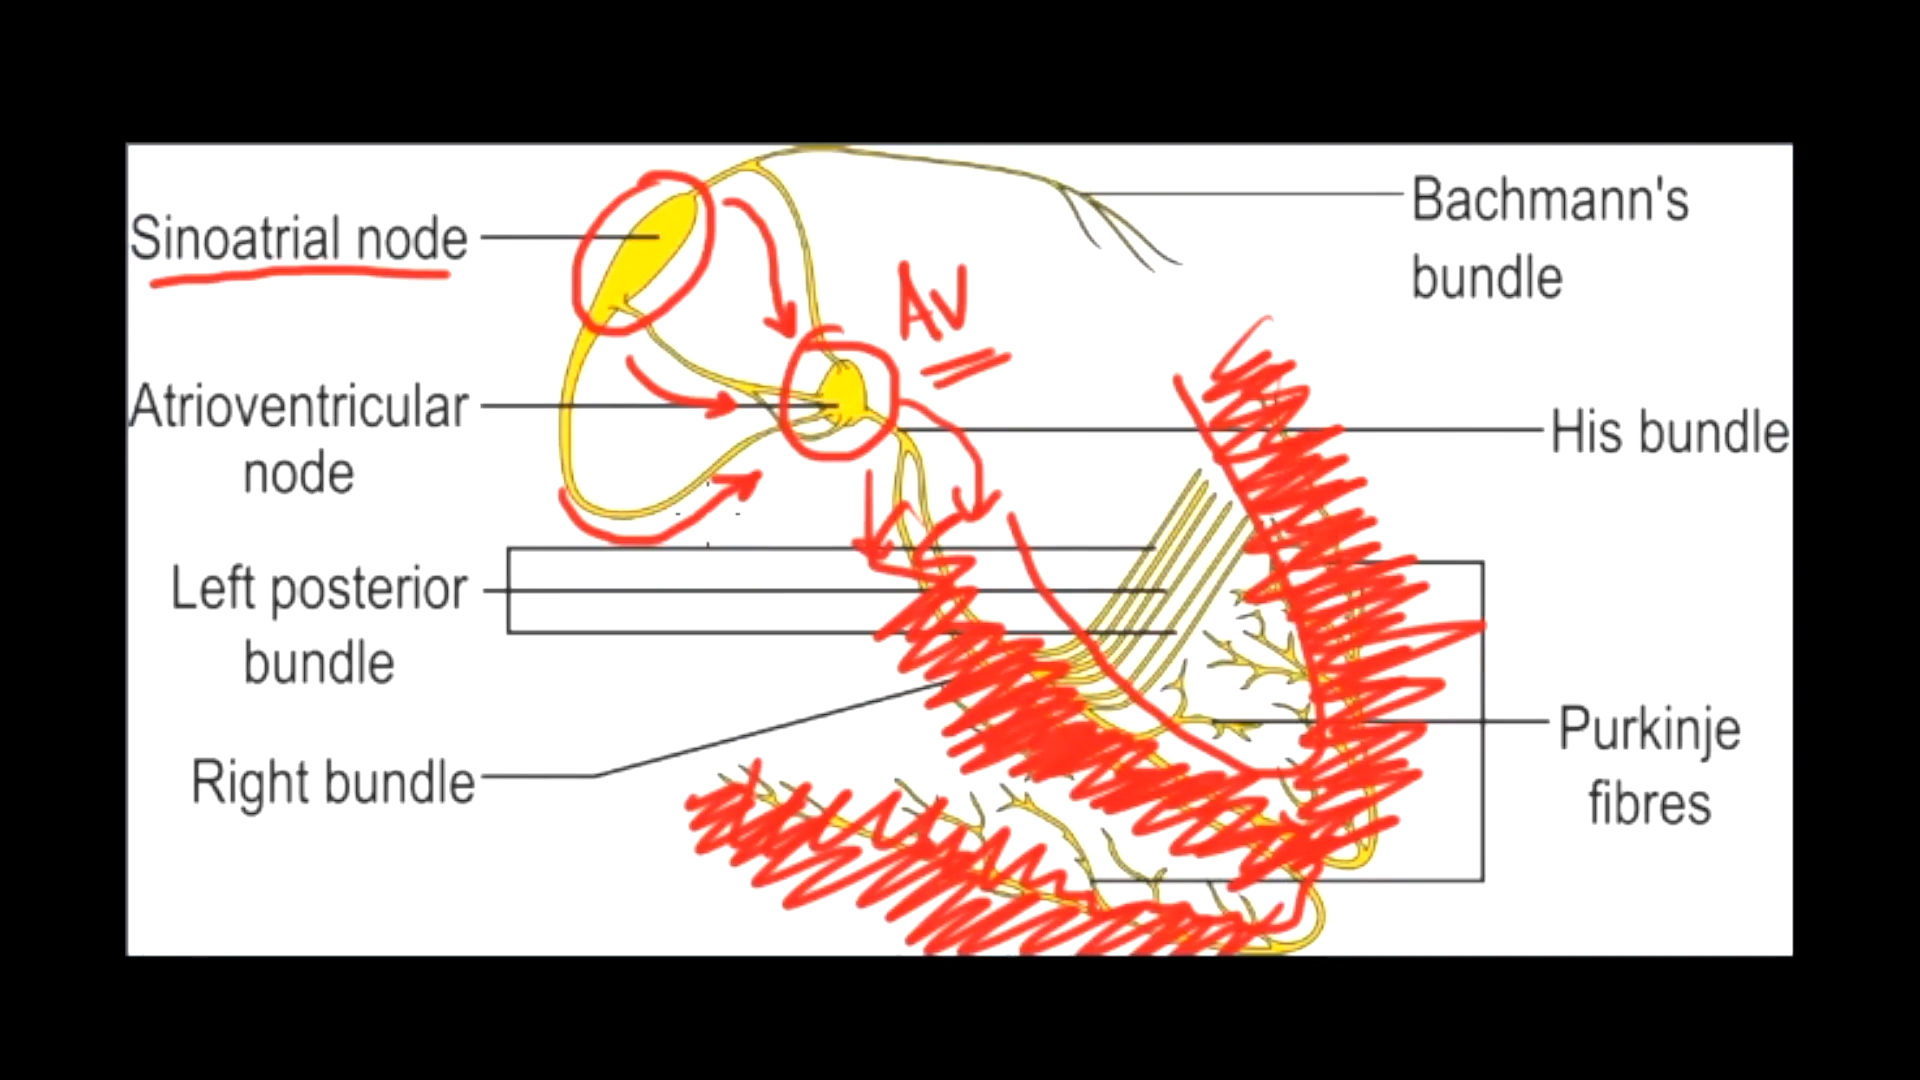 Sinoatrial node
Bachmann's
bundle
AV
Atrioventricular
node
His bundle
Left posterior
bundle
Right bundle
Purkinje
fibres